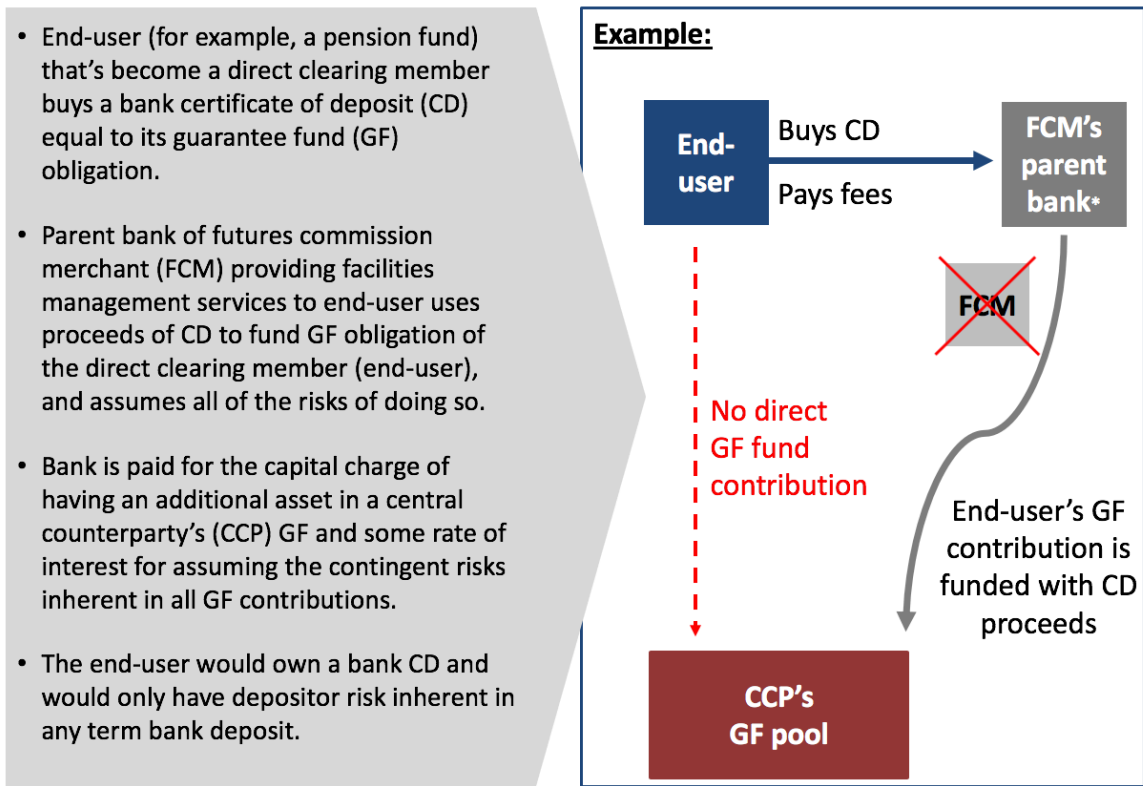 • End-user (for example, a pension fund)
that’s become a direct clearing member
buys a bank certificate of deposit (CD)
equal to its guarantee fund (GF)
obligation.
• Parent bank of futures commission
merchant (FCM) providing facilities
management services to end-user uses
proceeds of CD to fund GF obligation of
the direct clearing member (end-user),
and assumes all of the risks of doing so.
• Bank is paid for the capital charge of
having an additional asset in a central
counterparty’s (CCP) GF and some rate of
interest for assuming the contingent risks
inherent in all GF contributions.
• The end-user would own a bank CD and
would only have depositor risk inherent in
any term bank deposit.
Example:
End-
user
Buys CD
Pays fees
FCM’s
parent
bank*
FCM
No direct
GF fund
contribution
End-user’s GF
contribution is
funded with CD
proceeds
CCP’s
GF pool